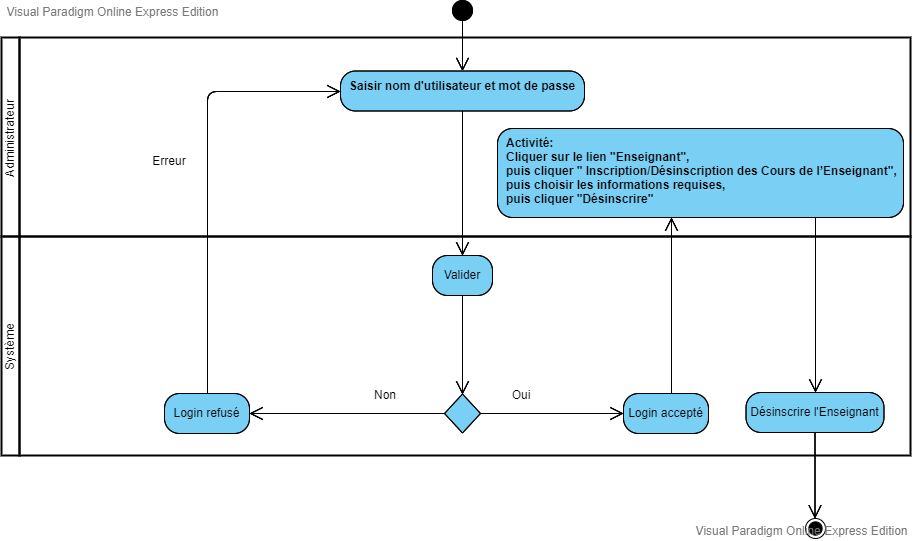 Visual Paradigm Online Express Edition
Administrateur
Saisir nom d'utilisateur et mot de passe
Erreur
Activité:
Cliquer sur le lien "Enseignant",
puis cliquer " Inscription/Désinscription des Cours de l'Enseignant",
puis choisir les informations requises,
puis cliquer "Désinscrire"
Système
Valider
Non
Oui
Login refusé
Login accepté
Désinscrire l'Enseignant
Visual Paradigm Online Express Edition